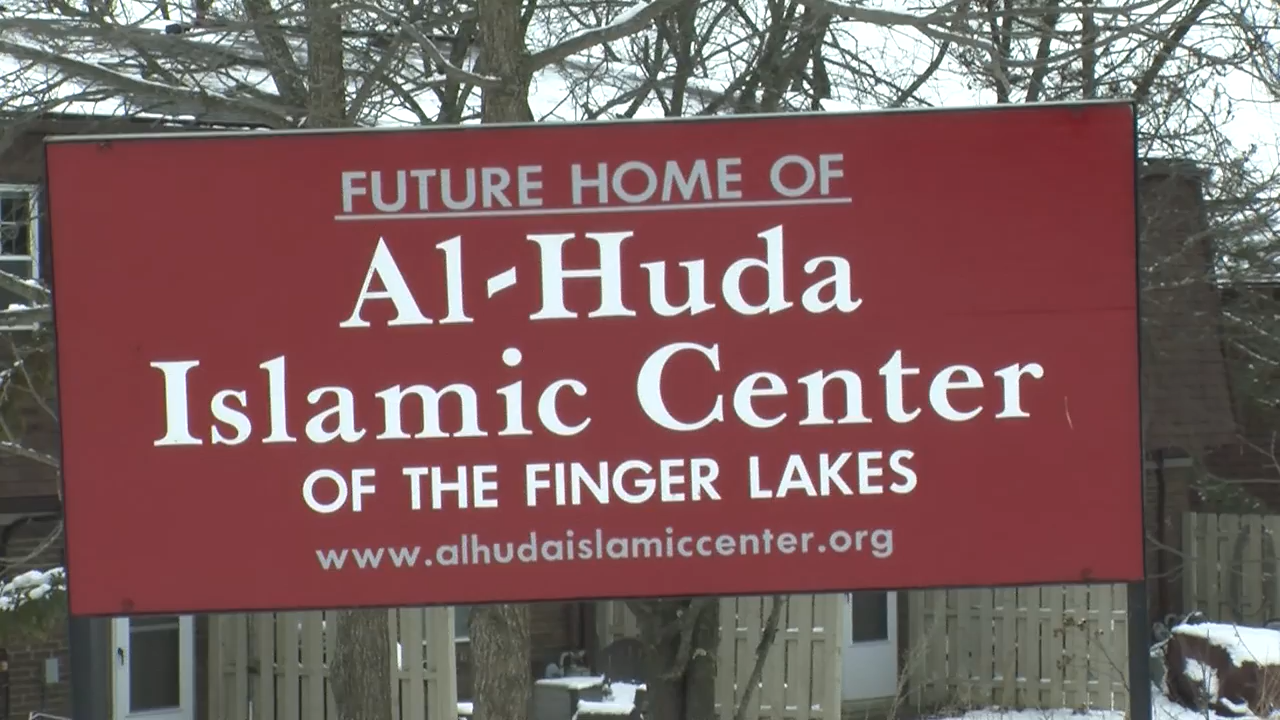 FUTURE HOME OF
Al-Huda
Islamic Center
OF THE FINGER LAKES
www.alhudaislamiccenter.org